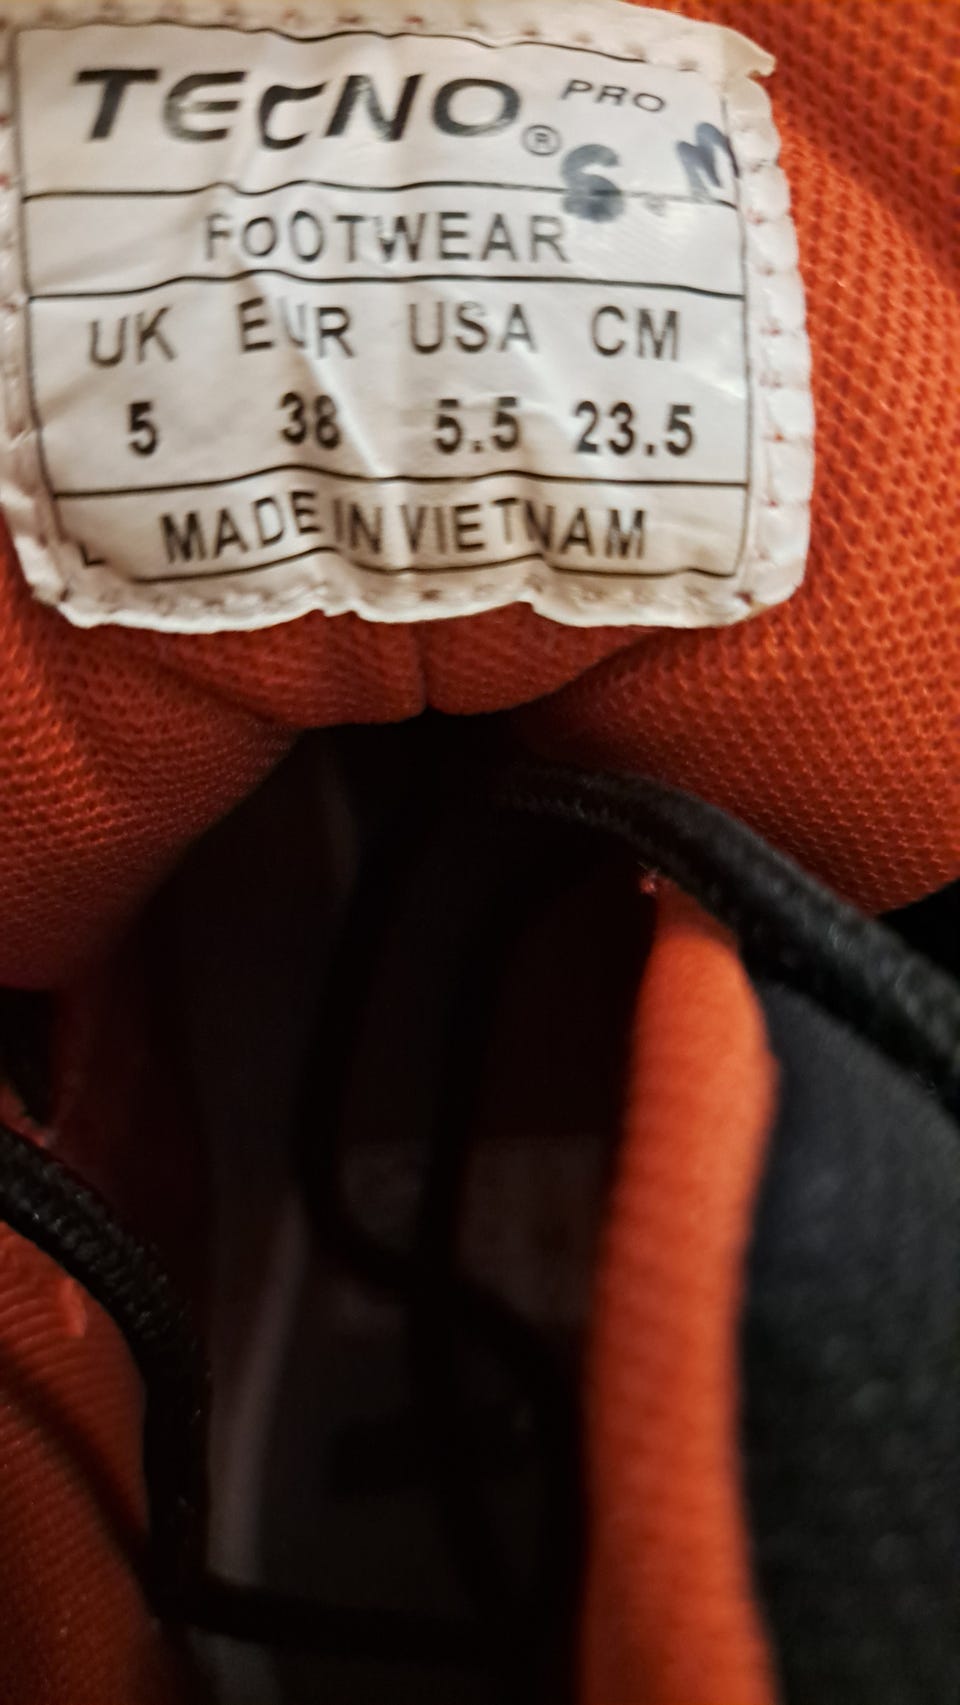 TECNO PRO
®
S.M
FOOTWEAR
UK EUR USA CM
5 38 5.5 23.5
MADE IN VIETNAM